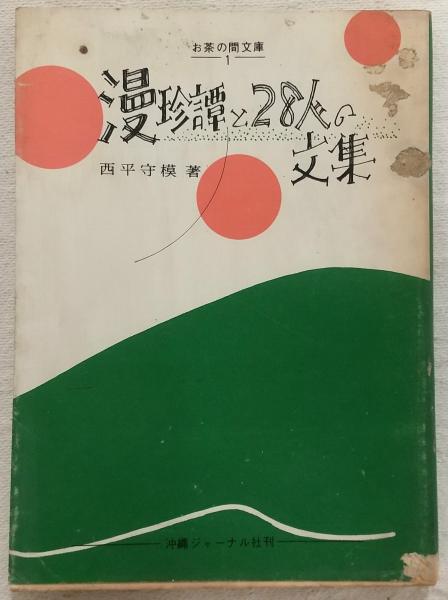 お茶の間文庫
1
漫珍譚と28人の
文集
西平守模著
沖縄ジャーナル社刊